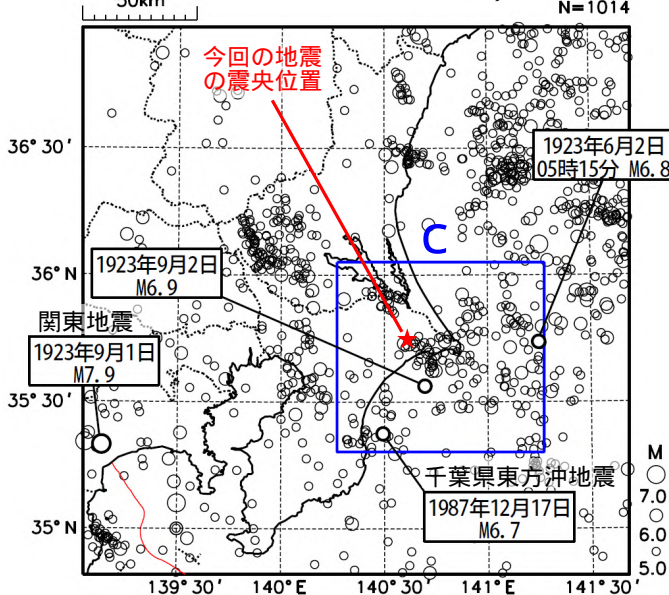 50km
N=1014
今回の地震
の震央位置
36°30′
1923年6月2日
05時15分 M6.8
C
36°N
1923年9月2日
M6.9
関東地震
1923年9月1日
M7.9
35°30′
千葉県東方沖地震
1987年12月17日
M6.7
M
7.0
6.0
5.0
35°N
139°30′
140°E
140°30′
141°E
141°30′